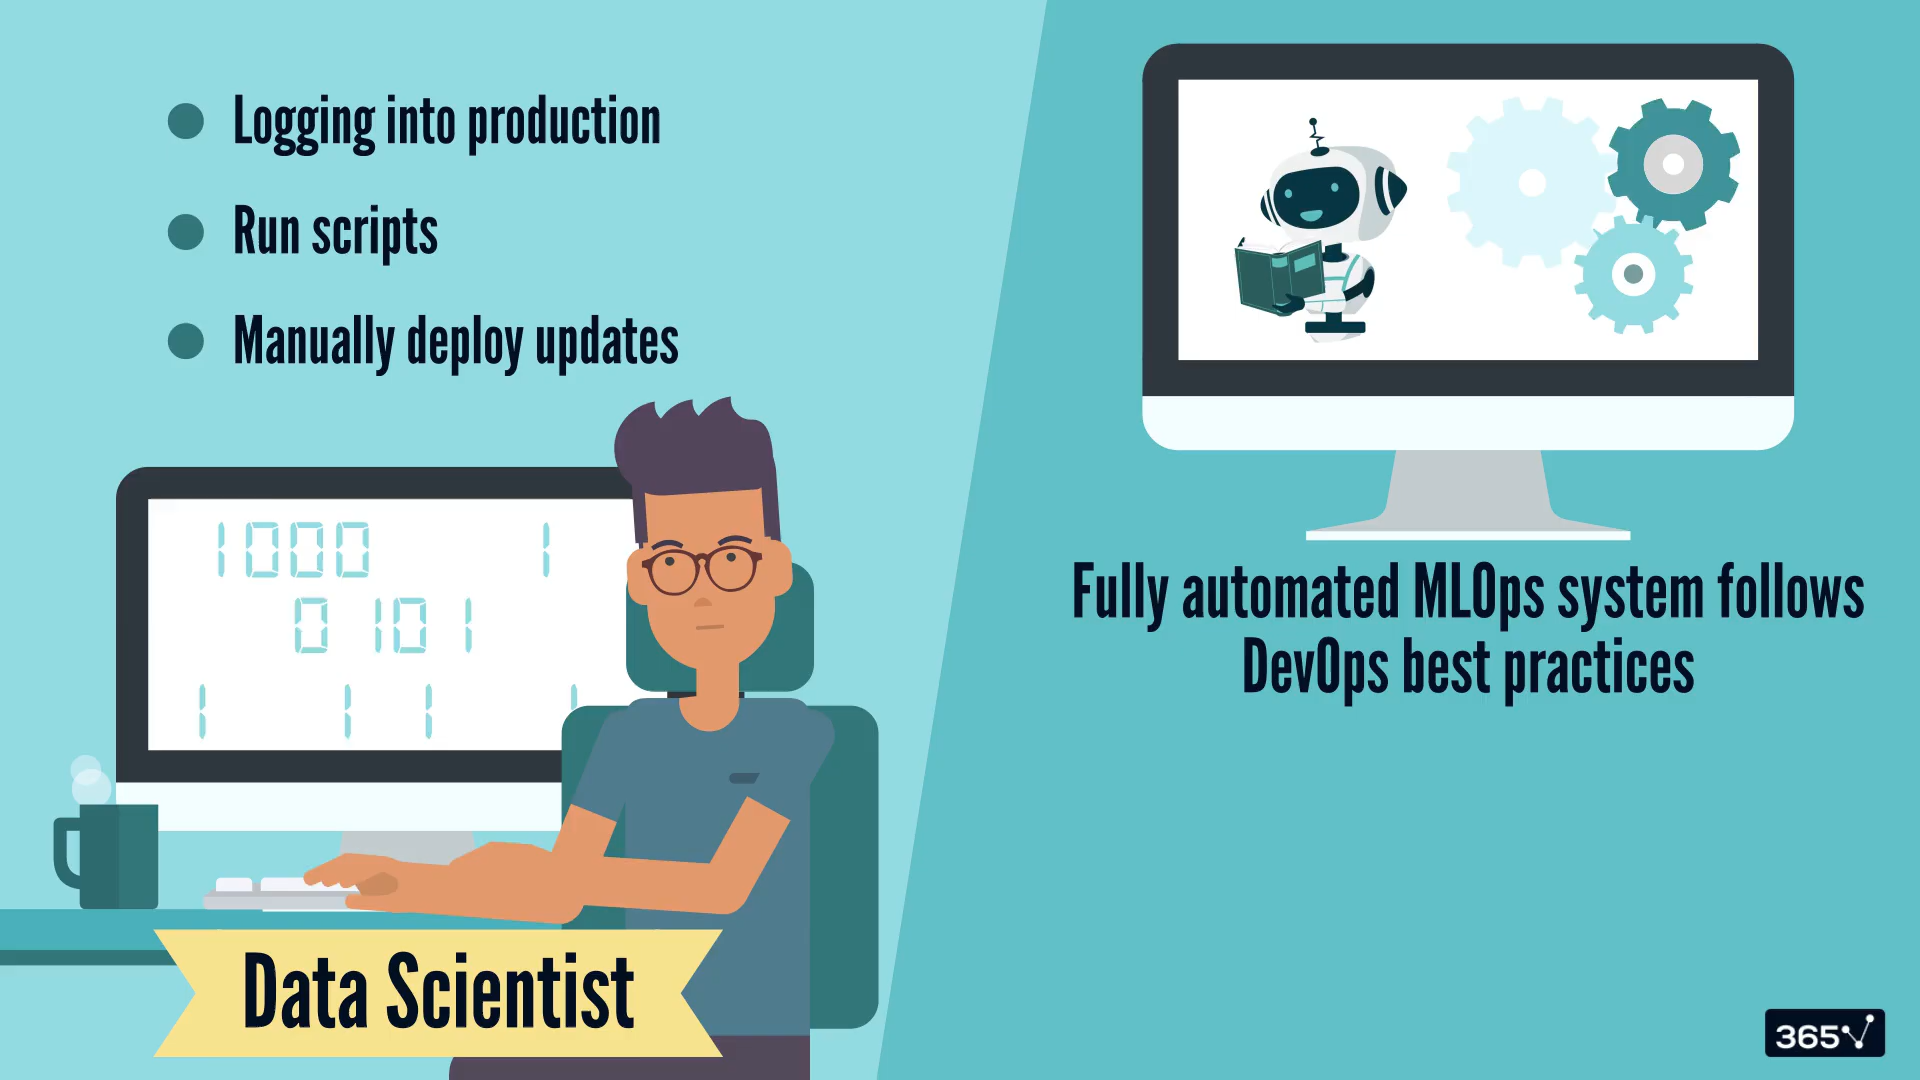 Logging into production
Run scripts
Manually deploy updates
1000 1
0 101
1 1 1 1
Data Scientist
Fully automated MLOps system follows
DevOps best practices
365